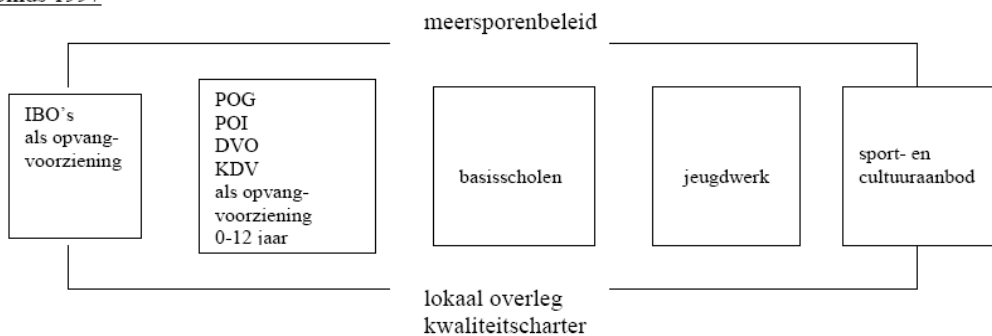 1997
meersporenbeleid
IBO's
als opvang-
voorziening
POG
POI
DVO
KDV
als opvang-
voorziening
0-12 jaar
basisscholen
jeugdwerk
sport- en
cultuuraanbod
lokaal overleg
kwaliteitscharter